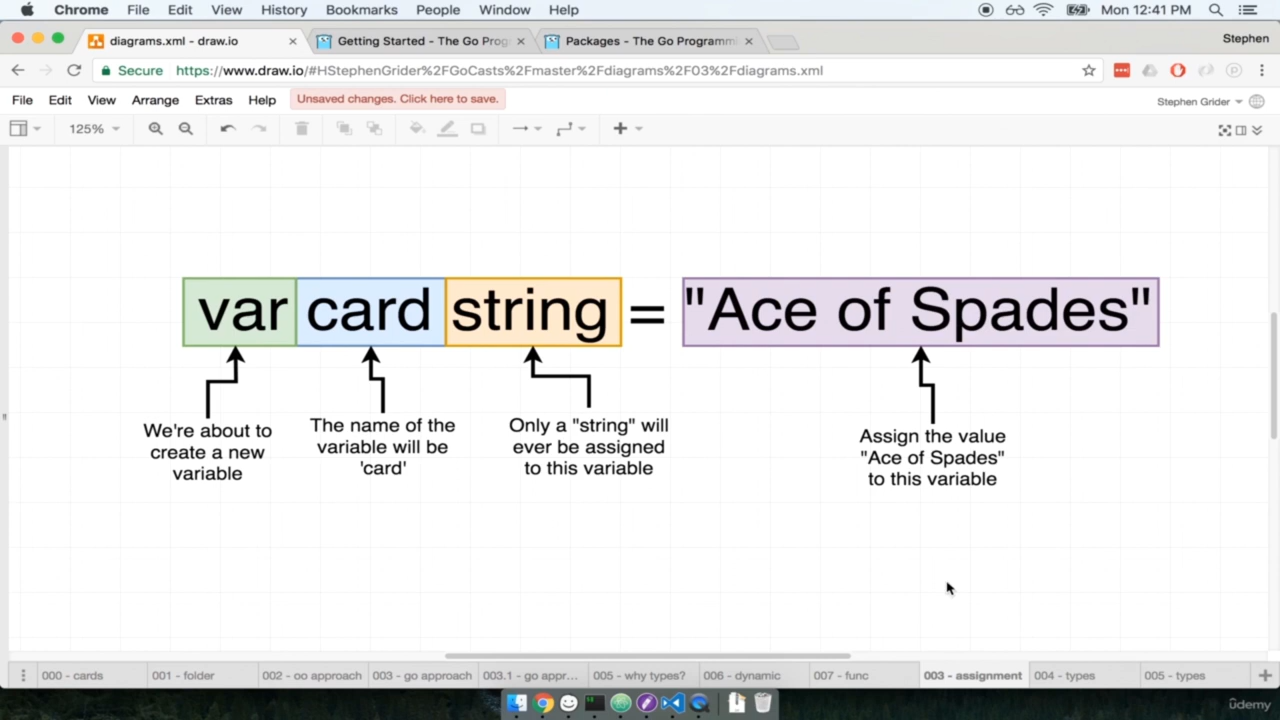 Chrome File Edit View History Bookmarks People Window Help Mon 12:41 PM
diagrams.xml - draw.io Getting Started - The Go Prog Packages - The Go Programmi Stephen
Secure https://www.draw.io/#HStephenGrider%2FGoCasts%2Fmaster%2Fdiagrams%2F03%2Fdiagrams.xml
File Edit View Arrange Extras Help Unsaved changes. Click here to save. Stephen Grider
125%
var card string = "Ace of Spades"
We're about to
create a new
variable
The name of the
variable will be
'card'
Only a "string" will
ever be assigned
to this variable
Assign the value
"Ace of Spades"
to this variable
000 - cards 001 - folder 002 - oo approach 003 - go approach 003.1 - go appr... 005 - why types? 006 - dynamic 007 - func 003 - assignment 004 - types 005 - types
ûdemy